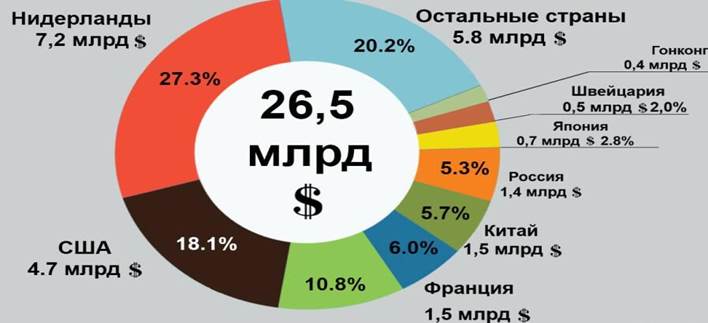 Нидерланды
7,2 млрд $
27.3%
Остальные страны
5.8 млрд $
20.2%
Гонконг
0,4 млрд $
Швейцария
0,5 млрд $ 2,0%
Япония
0,7 млрд $ 2.8%
5.3%
Россия
1,4 млрд $
5.7%
Китай
1,5 млрд $
6.0%
Франция
1,5 млрд $
10.8%
США
4.7 млрд $
18.1%
26,5
млрд
$